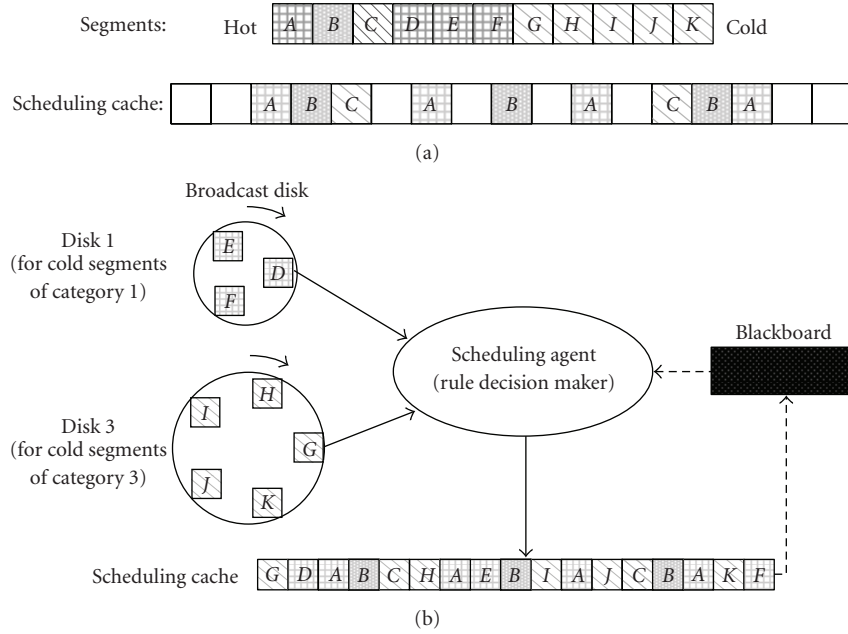 Segments: Hot A B C D E F G H I J K Cold
Scheduling cache: A B C A B A C B A
(a)
Broadcast disk
Disk 1
(for cold segments
of category 1)
E
D
F
Scheduling agent
(rule decision maker)
Blackboard
Disk 3
(for cold segments
of category 3)
H
I
G
J
K
Scheduling cache G D A B C H A E B I A J C B A K F
(b)